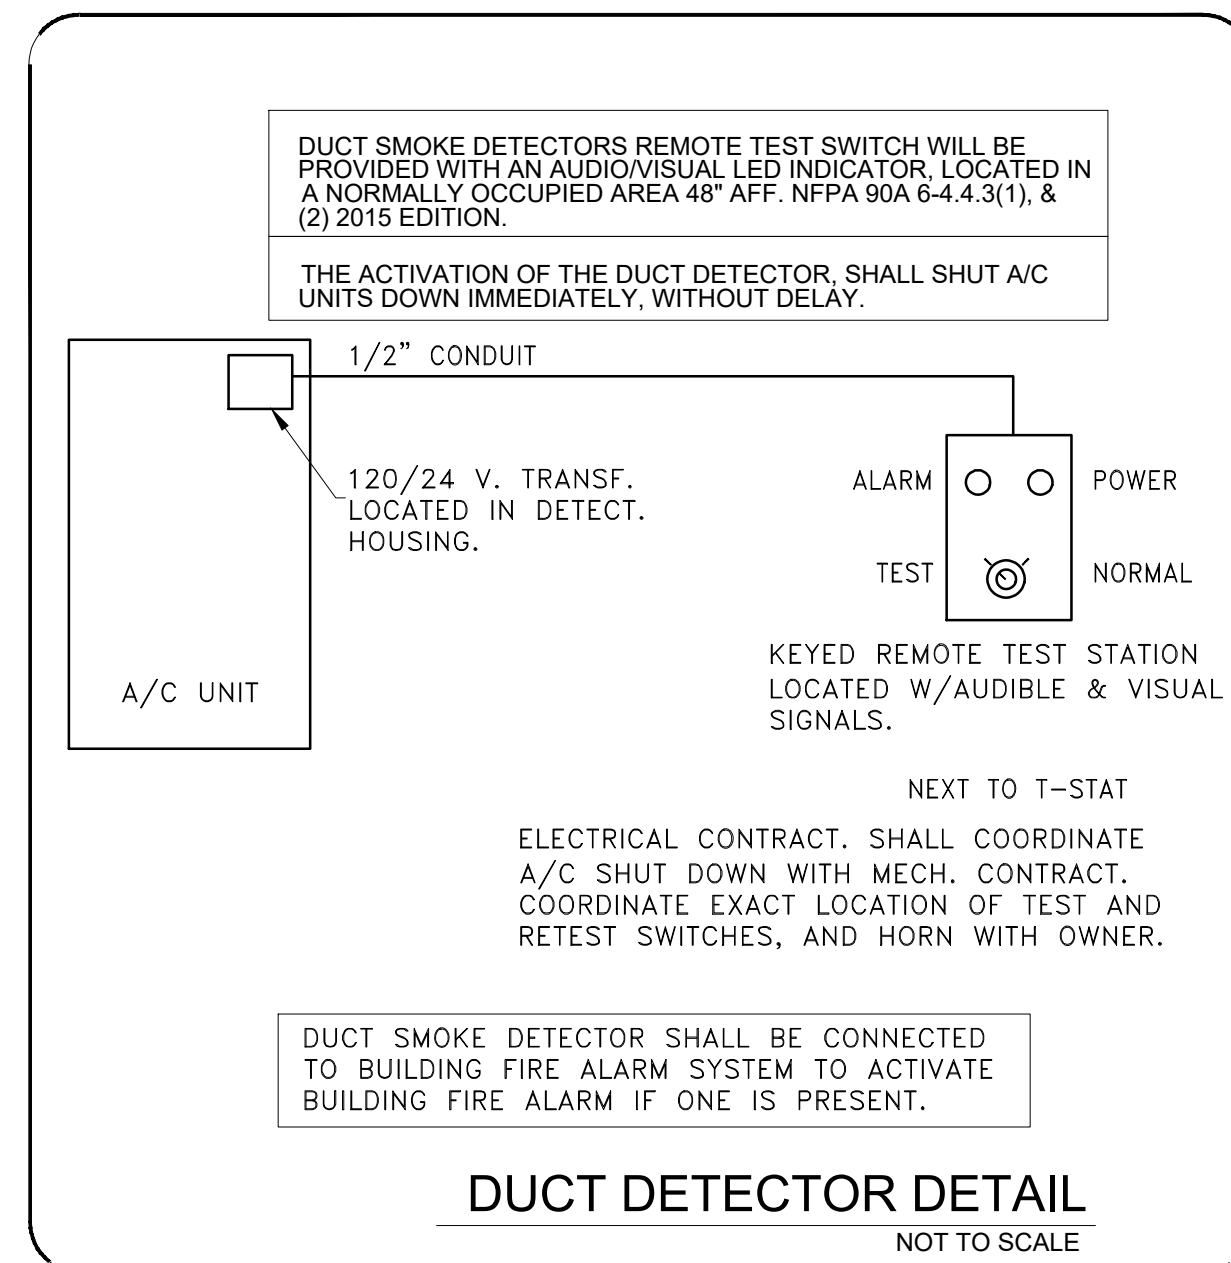 DUCT SMOKE DETECTORS REMOTE TEST SWITCH WILL BE
PROVIDED WITH AN AUDIO/VISUAL LED INDICATOR, LOCATED IN
A NORMALLY OCCUPIED AREA 48" AFF. NFPA 90A 6-4.4.3(1), &
(2) 2015 EDITION.
THE ACTIVATION OF THE DUCT DETECTOR, SHALL SHUT A/C
UNITS DOWN IMMEDIATELY, WITHOUT DELAY.
1/2" CONDUIT
120/24 V. TRANSF.
LOCATED IN DETECT.
HOUSING.
A/C UNIT
ALARM
POWER
TEST
NORMAL
KEYED REMOTE TEST STATION
LOCATED W/AUDIBLE & VISUAL
SIGNALS.
NEXT TO T-STAT
ELECTRICAL CONTRACT. SHALL COORDINATE
A/C SHUT DOWN WITH MECH. CONTRACT.
COORDINATE EXACT LOCATION OF TEST AND
RETEST SWITCHES, AND HORN WITH OWNER.
DUCT SMOKE DETECTOR SHALL BE CONNECTED
TO BUILDING FIRE ALARM SYSTEM TO ACTIVATE
BUILDING FIRE ALARM IF ONE IS PRESENT.
DUCT DETECTOR DETAIL
NOT TO SCALE